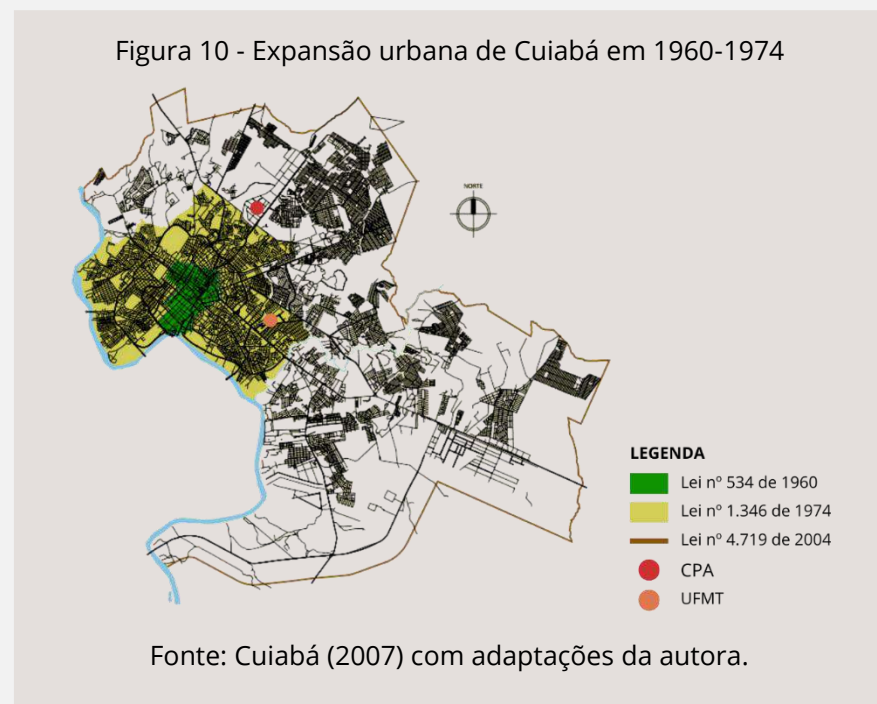 Figura 10 - Expansão urbana de Cuiabá em 1960-1974
NORTE
LEGENDA
Lei nº 534 de 1960
Lei nº 1.346 de 1974
Lei nº 4.719 de 2004
CPA
UFMT
Fonte: Cuiabá (2007) com adaptações da autora.